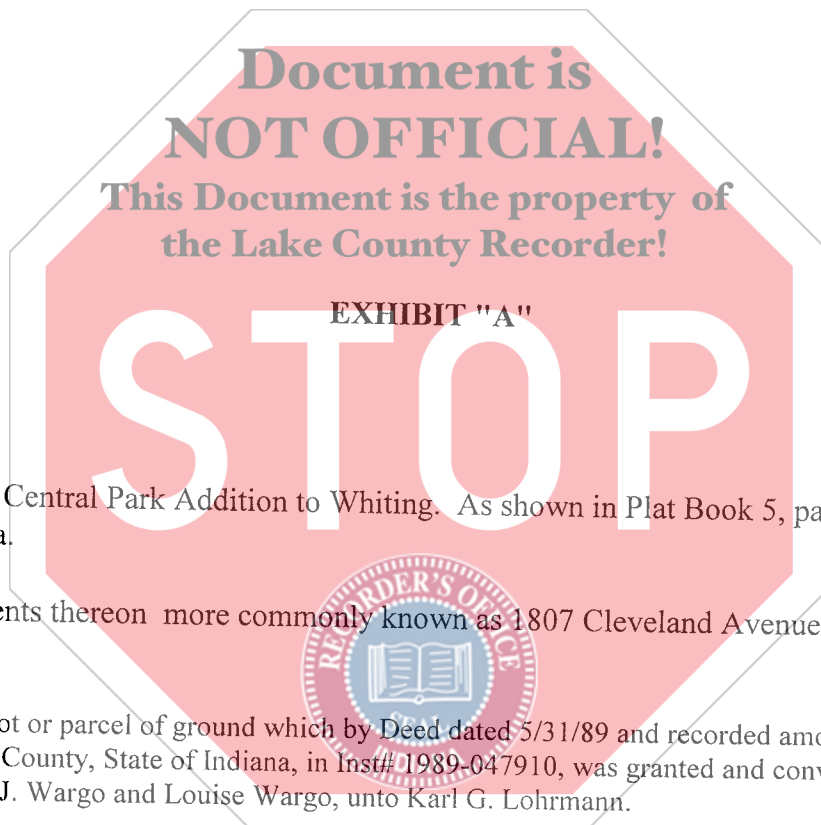 Document is
NOT OFFICIAL!
This Document is the property of
the Lake County Recorder!
EXHIBIT "A"
STOP
Central Park Addition to Whiting. As shown in Plat Book 5, pa
a.
ents thereon more commonly known as 1807 Cleveland Avenue
RECORDER'S OFFICE
SEAL
INDIANA
ot or parcel of ground which by Deed dated 5/31/89 and recorded amo
County, State of Indiana, in Inst# 1989-047910, was granted and conv
J. Wargo and Louise Wargo, unto Karl G. Lohrmann.